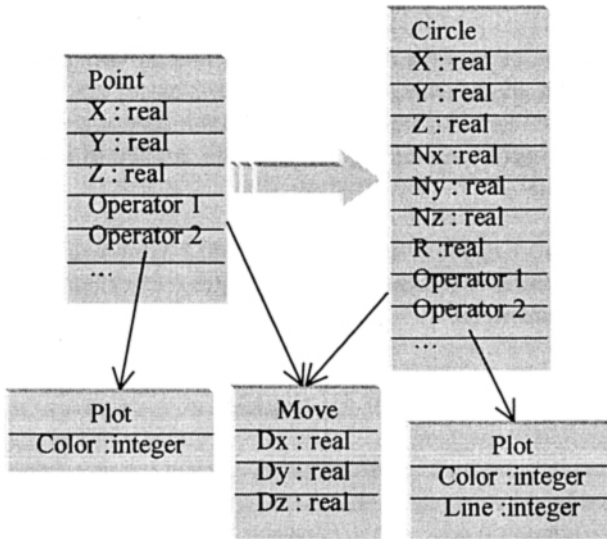 Point
X : real
Y : real
Z : real
Operator 1
Operator 2
...
Circle
X : real
Y : real
Z : real
Nx :real
Ny : real
Nz : real
R :real
Operator 1
Operator 2
...
Plot
Color :integer
Move
Dx : real
Dy : real
Dz : real
Plot
Color :integer
Line :integer